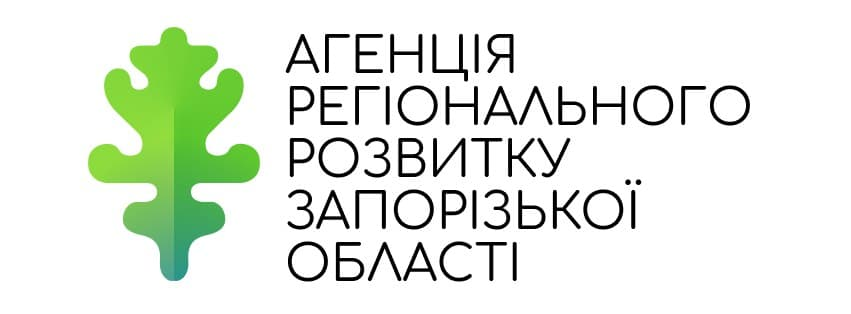 АГЕНЦІЯ
РЕГІОНАЛЬНОГО
РОЗВИТКУ
ЗАПОРІЗЬКОЇ
ОБЛАСТІ